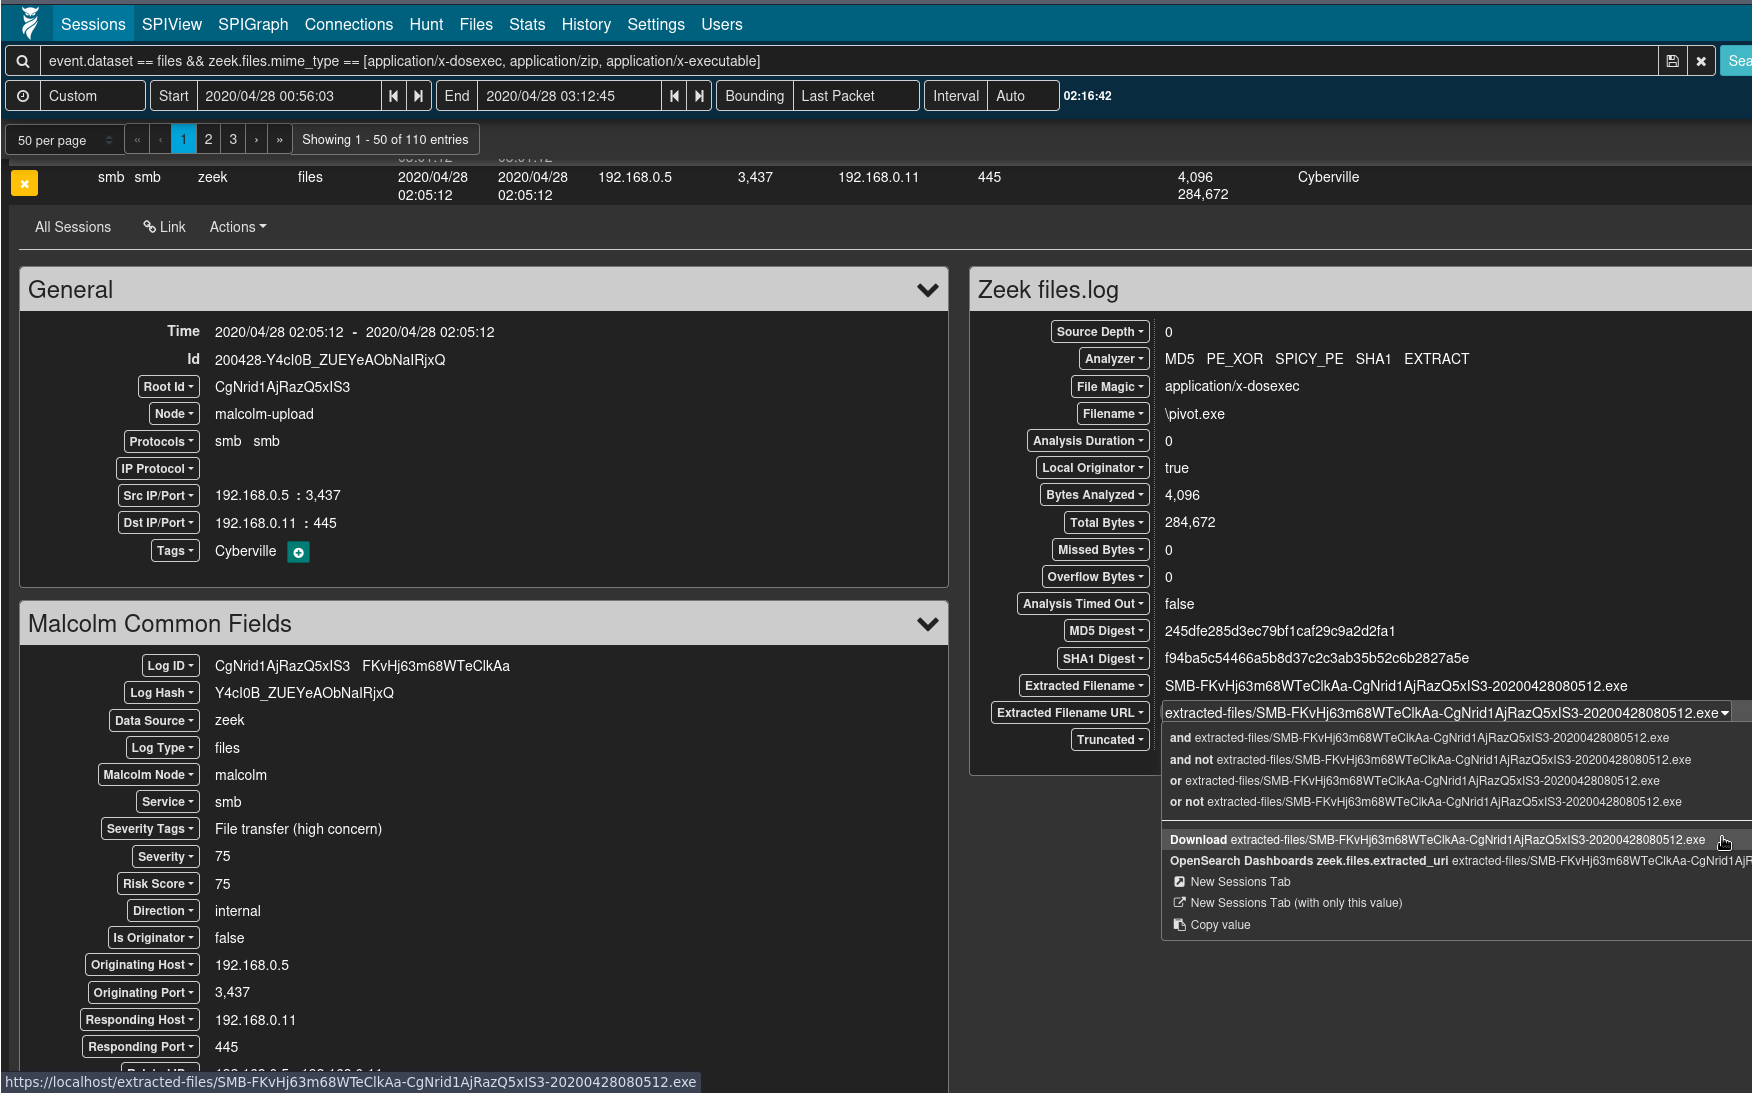 Sessions SPIView SPIGraph Connections Hunt Files Stats History Settings Users
event.dataset == files && zeek.files.mime_type == [application/x-dosexec, application/zip, application/x-executable]
Custom Start 2020/04/28 00:56:03 End 2020/04/28 03:12:45 Bounding Last Packet Interval Auto 02:16:42
50 per page « ‹ 1 2 3 › » Showing 1 - 50 of 110 entries
smb smb zeek files 2020/04/28 2020/04/28 192.168.0.5 3,437 192.168.0.11 445 4,096 Cyberville
02:05:12 02:05:12 284,672
All Sessions Link Actions
General
Time 2020/04/28 02:05:12 - 2020/04/28 02:05:12
Id 200428-Y4cI0B_ZUEYeAObNaIRjxQ
Root Id CgNrid1AjRazQ5xIS3
Node malcolm-upload
Protocols smb smb
IP Protocol
Src IP/Port 192.168.0.5 : 3,437
Dst IP/Port 192.168.0.11 : 445
Tags Cyberville
Malcolm Common Fields
Log ID CgNrid1AjRazQ5xIS3 FKvHj63m68WTeClkAa
Log Hash Y4cI0B_ZUEYeAObNaIRjxQ
Data Source zeek
Log Type files
Malcolm Node malcolm
Service smb
Severity Tags File transfer (high concern)
Severity 75
Risk Score 75
Direction internal
Is Originator false
Originating Host 192.168.0.5
Originating Port 3,437
Responding Host 192.168.0.11
Responding Port 445
Zeek files.log
Source Depth 0
Analyzer MD5 PE_XOR SPICY_PE SHA1 EXTRACT
File Magic application/x-dosexec
Filename \pivot.exe
Analysis Duration 0
Local Originator true
Bytes Analyzed 4,096
Total Bytes 284,672
Missed Bytes 0
Overflow Bytes 0
Analysis Timed Out false
MD5 Digest 245dfe285d3ec79bf1caf29c9a2d2fa1
SHA1 Digest f94ba5c54466a5b8d37c2c3ab35b52c6b2827a5e
Extracted Filename SMB-FKvHj63m68WTeClkAa-CgNrid1AjRazQ5xIS3-20200428080512.exe
Extracted Filename URL extracted-files/SMB-FKvHj63m68WTeClkAa-CgNrid1AjRazQ5xIS3-20200428080512.exe
Truncated
and extracted-files/SMB-FKvHj63m68WTeClkAa-CgNrid1AjRazQ5xIS3-20200428080512.exe
and not extracted-files/SMB-FKvHj63m68WTeClkAa-CgNrid1AjRazQ5xIS3-20200428080512.exe
or extracted-files/SMB-FKvHj63m68WTeClkAa-CgNrid1AjRazQ5xIS3-20200428080512.exe
or not extracted-files/SMB-FKvHj63m68WTeClkAa-CgNrid1AjRazQ5xIS3-20200428080512.exe
Download extracted-files/SMB-FKvHj63m68WTeClkAa-CgNrid1AjRazQ5xIS3-20200428080512.exe
OpenSearch Dashboards zeek.files.extracted_uri extracted-files/SMB-FKvHj63m68WTeClkAa-CgNrid1AjR
New Sessions Tab
New Sessions Tab (with only this value)
Copy value
https://localhost/extracted-files/SMB-FKvHj63m68WTeClkAa-CgNrid1AjRazQ5xIS3-20200428080512.exe